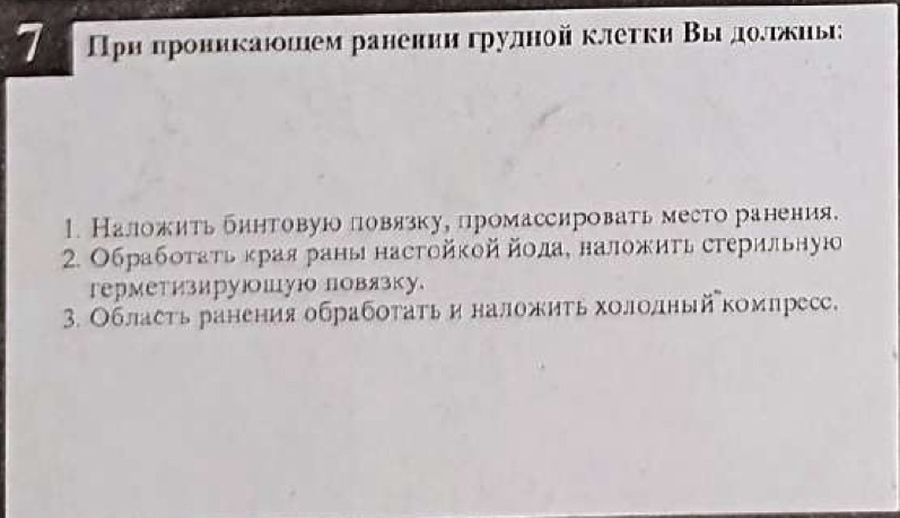 7
При проникающем ранении грудной клетки Вы должны:
1. Наложить бинтовую повязку, промассировать место ранения.
2. Обработать края раны настойкой йода, наложить стерильную
герметизирующую повязку.
3. Область ранения обработать и наложить холодный компресс.